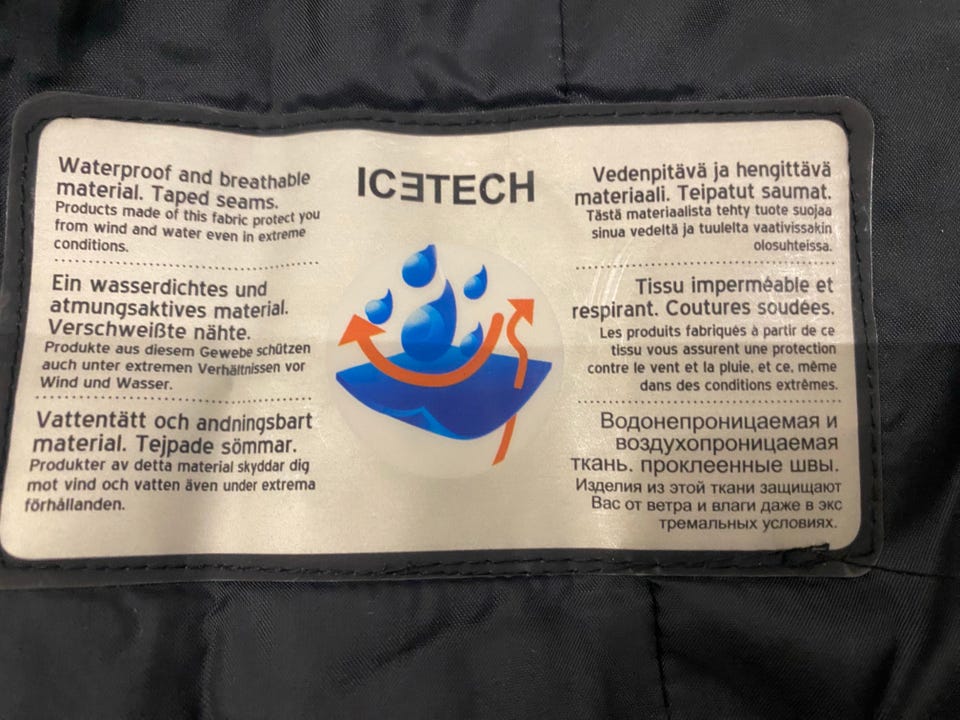 Waterproof and breathable
material. Taped seams.
Products made of this fabric protect you
from wind and water even in extreme
conditions.
Ein wasserdichtes und
atmungsaktives material.
Verschweißte nähte.
Produkte aus diesem Gewebe schützen
auch unter extremen Verhältnissen vor
Wind und Wasser.
Vattentätt och andningsbart
material. Tejpade sömmar.
Produkter av detta material skyddar dig
mot vind och vatten även under extrema
förhållanden.
ICƎTECH
Vedenpitävä ja hengittävä
materiaali. Teipatut saumat.
Tästä materiaalista tehty tuote suojaa
sinua vedeltä ja tuulelta vaativissakin
olosuhteissa.
Tissu imperméable et
respirant. Coutures soudées.
Les produits fabriqués à partir de ce
tissu vous assurent une protection
contre le vent et la pluie, et ce, même
dans des conditions extrêmes.
Водонепроницаемая и
воздухопроницаемая
ткань. проклеенные швы.
Изделия из этой ткани защищают
Вас от ветра и влаги даже в экс
тремальных условиях.